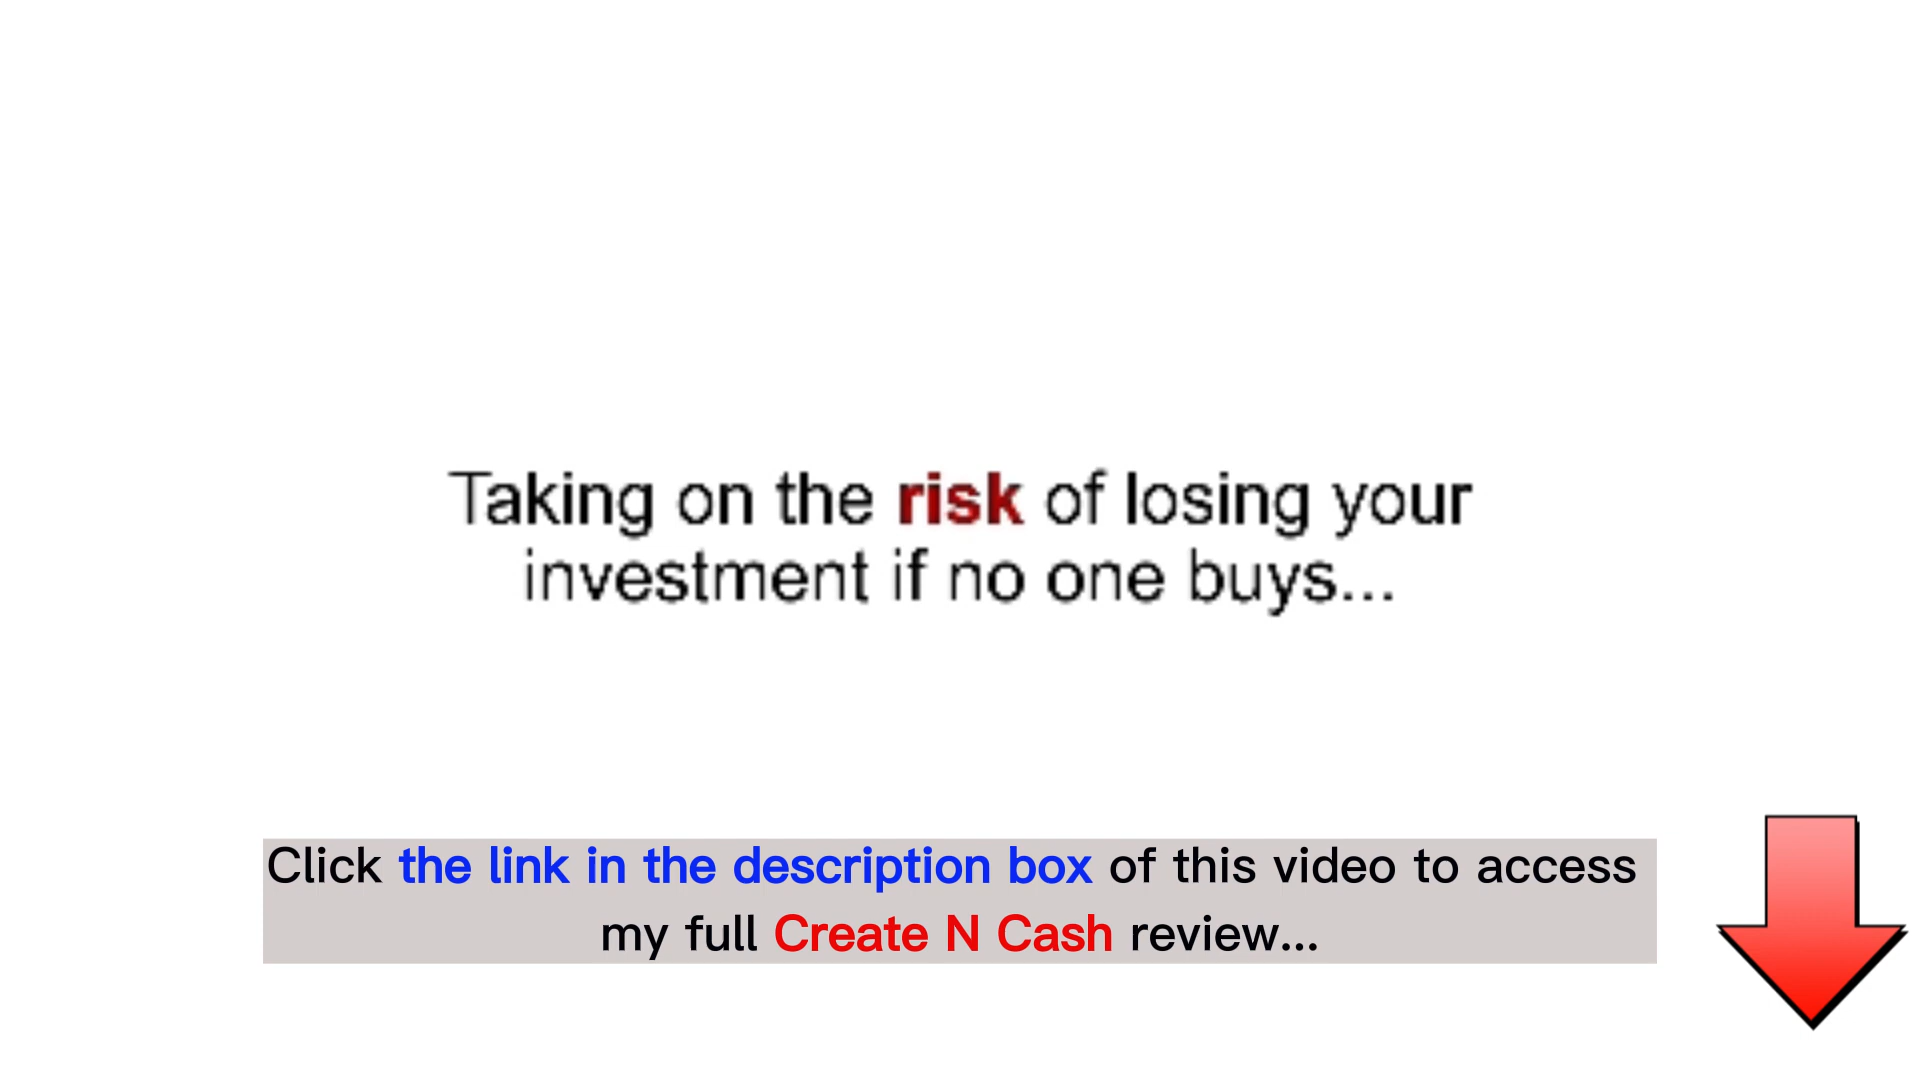 Taking on the risk of losing your
investment if no one buys...
Click the link in the description box of this video to access
my full Create N Cash review...